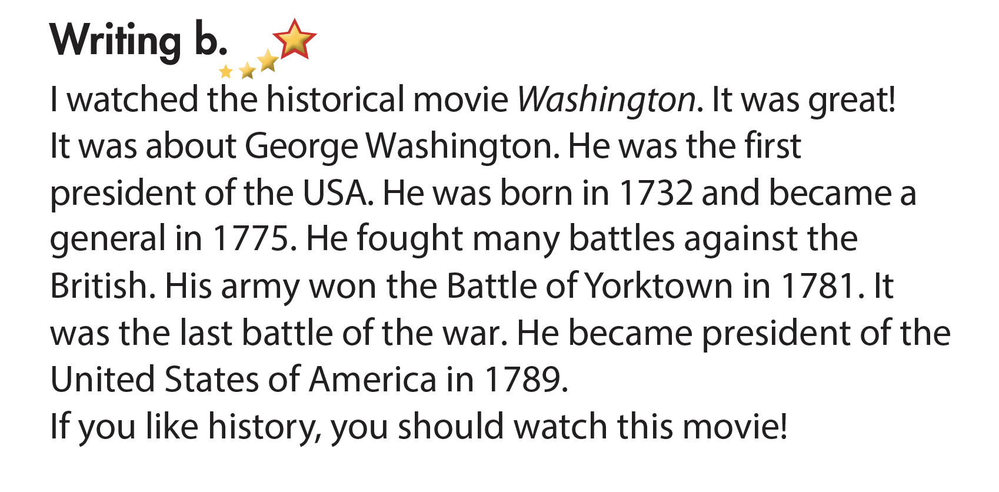 Writing b.
I watched the historical movie Washington. It was great!
It was about George Washington. He was the first
president of the USA. He was born in 1732 and became a
general in 1775. He fought many battles against the
British. His army won the Battle of Yorktown in 1781. It
was the last battle of the war. He became president of the
United States of America in 1789.
If you like history, you should watch this movie!